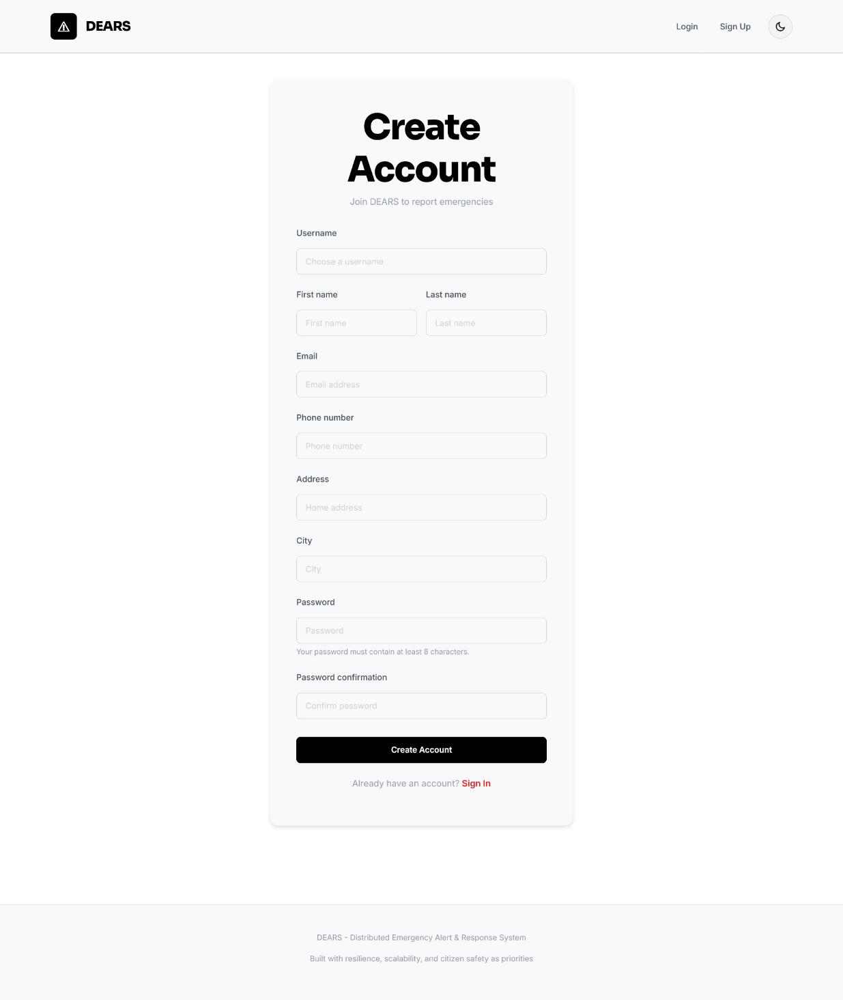 DEARS
Login
Sign Up
Create
Account
Join DEARS to report emergencies
Username
Choose a username
First name
Last name
First name
Last name
Email
Email address
Phone number
Phone number
Address
Home address
City
City
Password
Password
Your password must contain at least 8 characters.
Password confirmation
Confirm password
Create Account
Already have an account? Sign In
DEARS - Distributed Emergency Alert & Response System
Built with resilience, scalability, and citizen safety as priorities